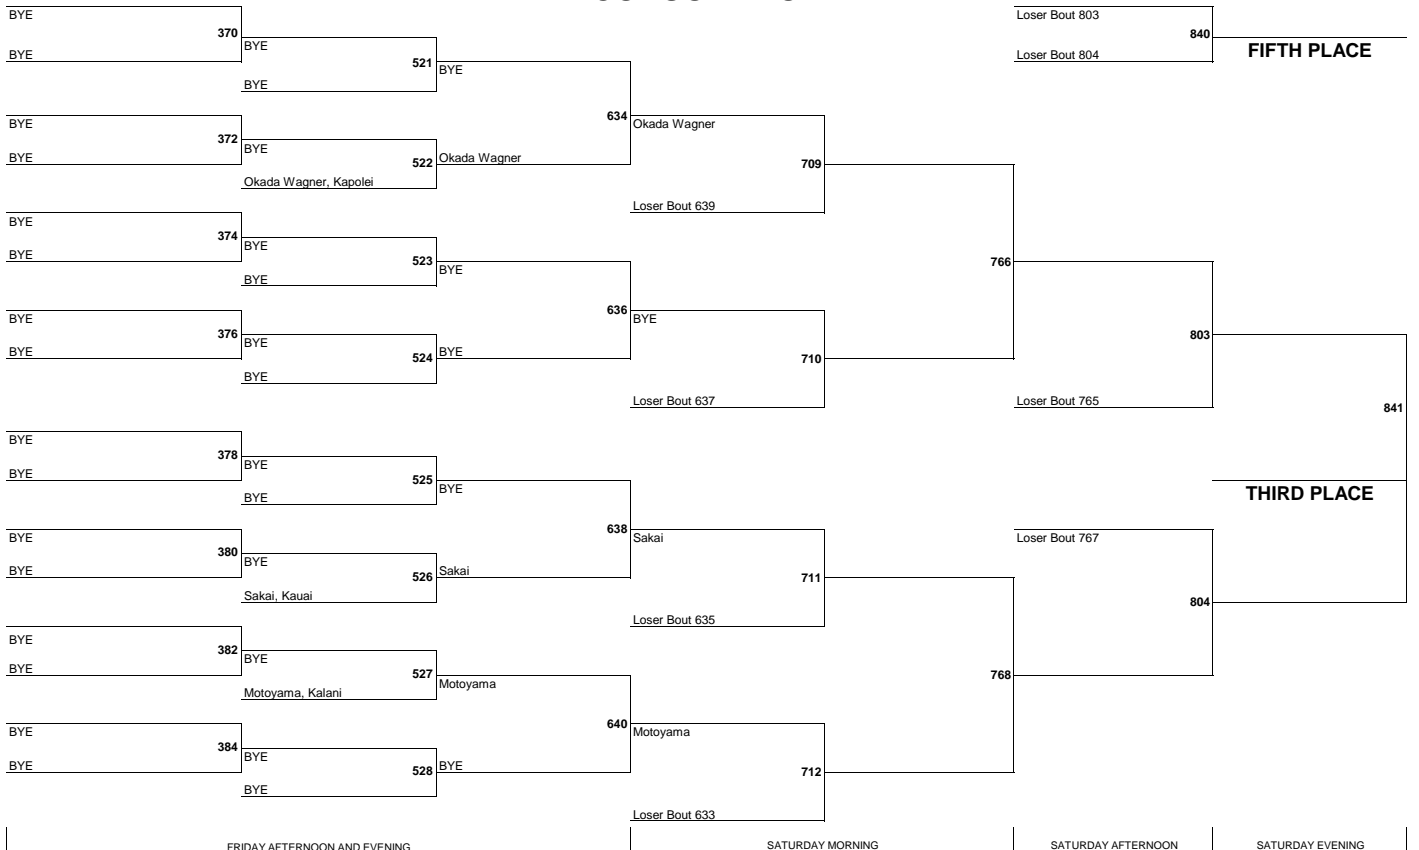 BYE
Loser Bout 803
370
840
BYE
BYE
Loser Bout 804
FIFTH PLACE
521
BYE
BYE
BYE
634
Okada Wagner
372
BYE
BYE
522
Okada Wagner
709
Okada Wagner, Kapolei
Loser Bout 639
BYE
374
BYE
BYE
523
BYE
766
BYE
636
BYE
BYE
376
BYE
803
BYE
524
BYE
710
BYE
Loser Bout 637
Loser Bout 765
841
BYE
378
BYE
BYE
525
BYE
THIRD PLACE
BYE
638
Sakai
Loser Bout 767
BYE
380
BYE
BYE
526
Sakai
711
Sakai, Kauai
804
Loser Bout 635
BYE
382
BYE
BYE
527
Motoyama
768
Motoyama, Kalani
640
Motoyama
BYE
384
BYE
BYE
528
BYE
712
BYE
Loser Bout 633
FRIDAY AFTERNOON AND EVENING
SATURDAY MORNING
SATURDAY AFTERNOON
SATURDAY EVENING